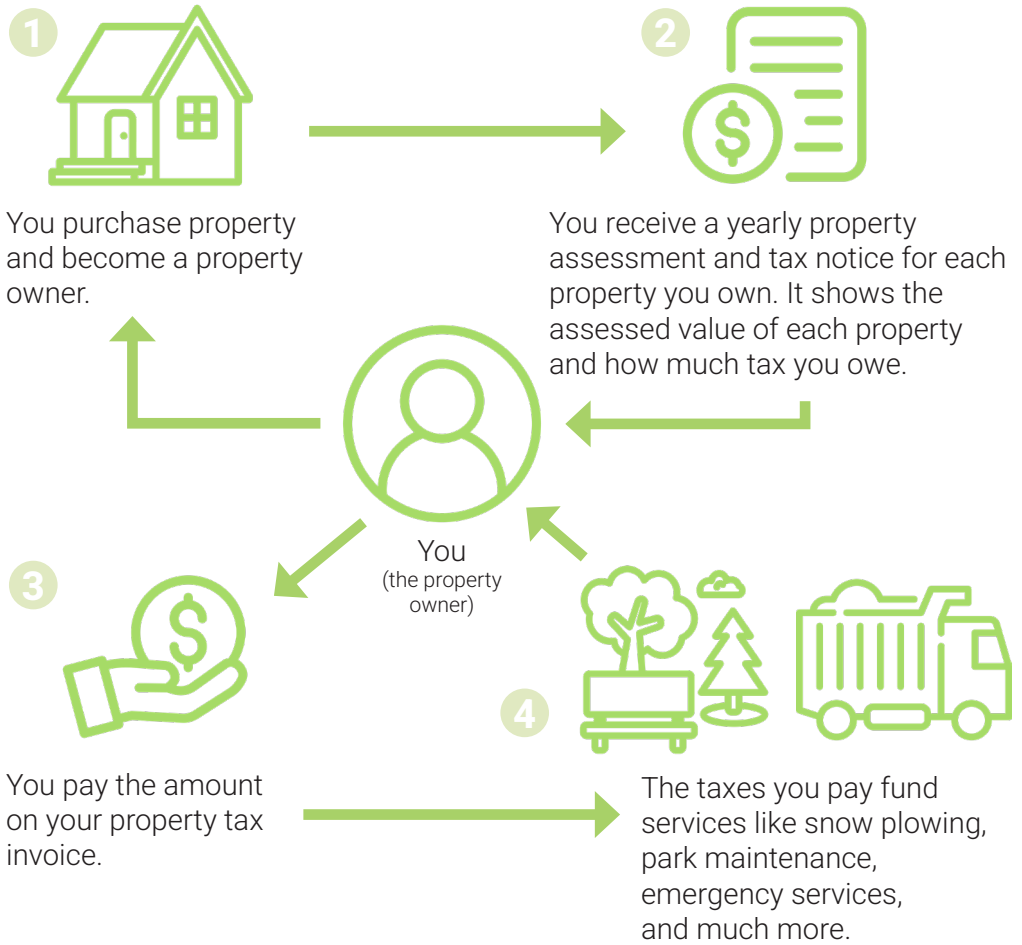 1
You purchase property
and become a property
owner.
2
You receive a yearly property
assessment and tax notice for each
property you own. It shows the
assessed value of each property
and how much tax you owe.
You
(the property
owner)
3
You pay the amount
on your property tax
invoice.
4
The taxes you pay fund
services like snow plowing,
park maintenance,
emergency services,
and much more.